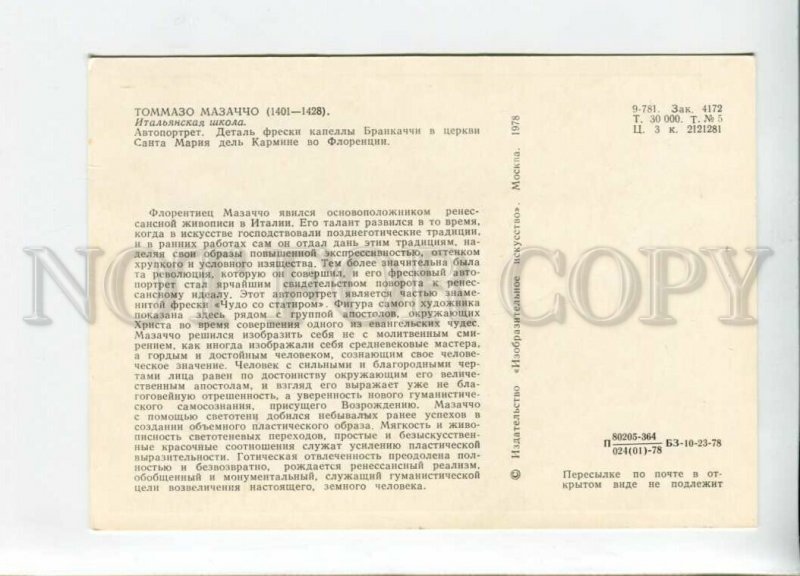 ТОММАЗО МАЗАЧЧО (1401—1428).
Итальянская школа.
Автопортрет. Деталь фрески капеллы Бранкаччи в церкви
Санта Мария дель Кармине во Флоренции.
Флорентиец Мазаччо явился основоположником ренес-
сансной живописи в Италии. Его талант развился в то время,
когда в искусстве господствовали позднеготические традиции,
и в ранних работах сам он отдал дань этим традициям, на-
деляя свои образы повышенной экспрессивностью, оттенком
хрупкого и условного изящества. Тем более значительна была
та революция, которую он совершил, и его фресковый авто-
портрет стал ярчайшим свидетельством поворота к ренес-
сансному идеалу. Этот автопортрет является частью знаме-
нитой фрески «Чудо со статиром». Фигура самого художника
показана здесь рядом с группой апостолов, окружающих
Христа во время совершения одного из евангельских чудес.
Мазаччо решился изобразить себя не с молитвенным сми-
рением, как иногда изображали себя средневековые мастера,
а гордым и достойным человеком, сознающим свое челове-
ческое значение. Человек с сильными и благородными чер-
тами лица равен по достоинству окружающим его величе-
ственным апостолам, и взгляд его выражает уже не бла-
гоговейную отрешенность, а уверенность нового гуманистиче-
ского самосознания, присущего Возрождению. Мазаччо
с помощью светотени добился небывалых ранее успехов в
создании объемного пластического образа. Мягкость и живо-
писность светотеневых переходов, простые и безыскусствен-
ные красочные соотношения служат усилению пластической
выразительности. Готическая отвлеченность преодолена пол-
ностью и безвозвратно, рождается ренессансный реализм,
обобщенный и монументальный, служащий гуманистической
цели возвеличения настоящего, земного человека.
© Издательство «Изобразительное искусство». Москва. 1978
9-781. Зак. 4172
Т. 30 000. Т. № 5
Ц. 3 к. 2121281
П 80205-364 БЗ-10-23-78
024(01)-78
Пересылке по почте в от-
крытом виде не подлежит
NOT FOR COPY